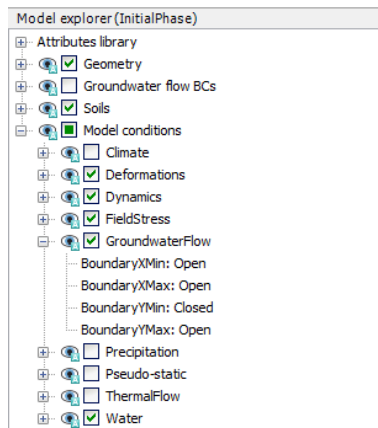 Model explorer (InitialPhase)
Attributes library
Geometry
Groundwater flow BCs
Soils
Model conditions
Climate
Deformations
Dynamics
FieldStress
GroundwaterFlow
BoundaryXMin: Open
BoundaryXMax: Open
BoundaryYMin: Closed
BoundaryYMax: Open
Precipitation
Pseudo-static
ThermalFlow
Water